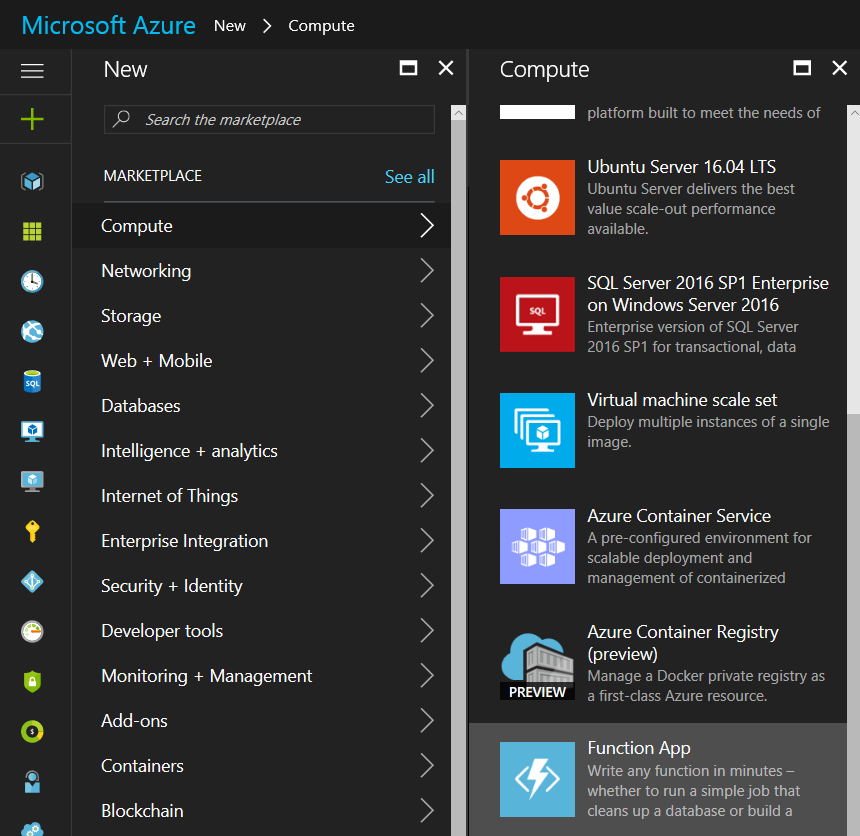 Microsoft Azure New Compute
New
Search the marketplace
MARKETPLACE See all
Compute
Networking
Storage
Web + Mobile
Databases
SQL
Intelligence + analytics
Internet of Things
Enterprise Integration
Security + Identity
Developer tools
Monitoring + Management
Add-ons
$
Containers
Blockchain
Compute
platform built to meet the needs of
Ubuntu Server 16.04 LTS
Ubuntu Server delivers the best
value scale-out performance
available.
SQL
SQL Server 2016 SP1 Enterprise
on Windows Server 2016
Enterprise version of SQL Server
2016 SP1 for transactional, data
Virtual machine scale set
Deploy multiple instances of a single
image.
Azure Container Service
A pre-configured environment for
scalable deployment and
management of containerized
Azure Container Registry
(preview)
Manage a Docker private registry as
a first-class Azure resource.
PREVIEW
Function App
Write any function in minutes –
whether to run a simple job that
cleans up a database or build a